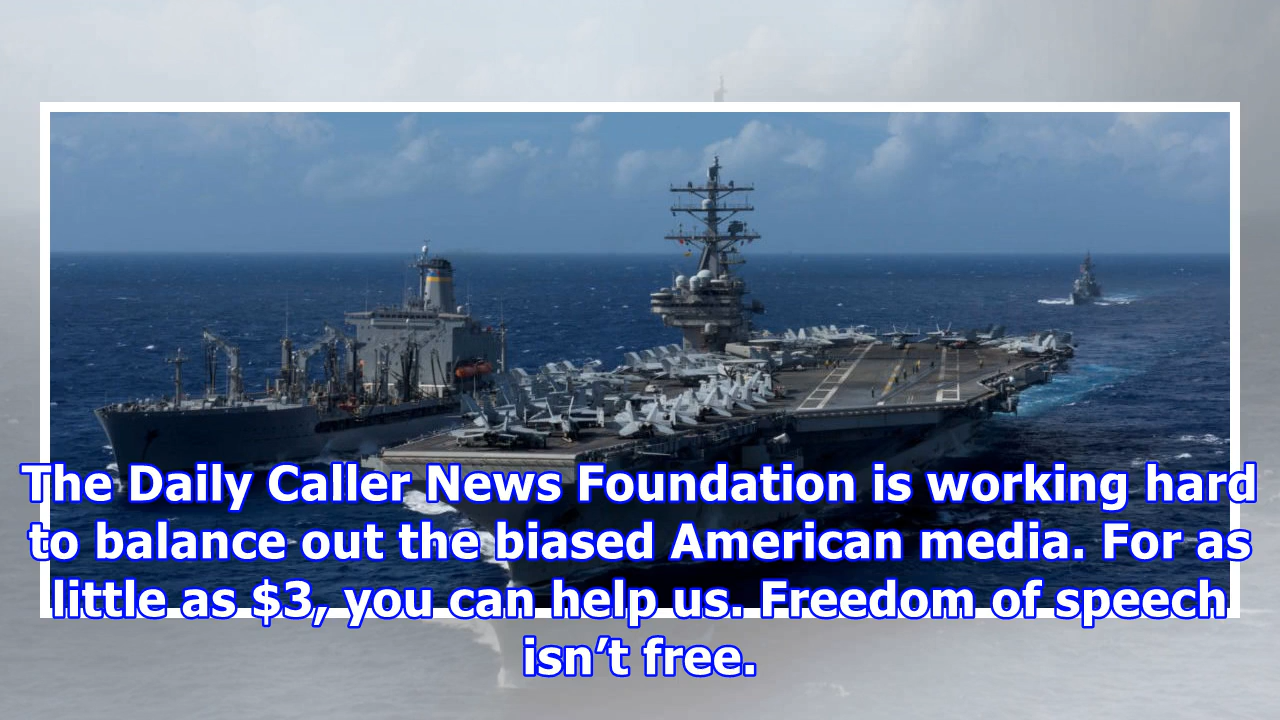 The Daily Caller News Foundation is working hard
to balance out the biased American media. For as
little as $3, you can help us. Freedom of speech
isn’t free.